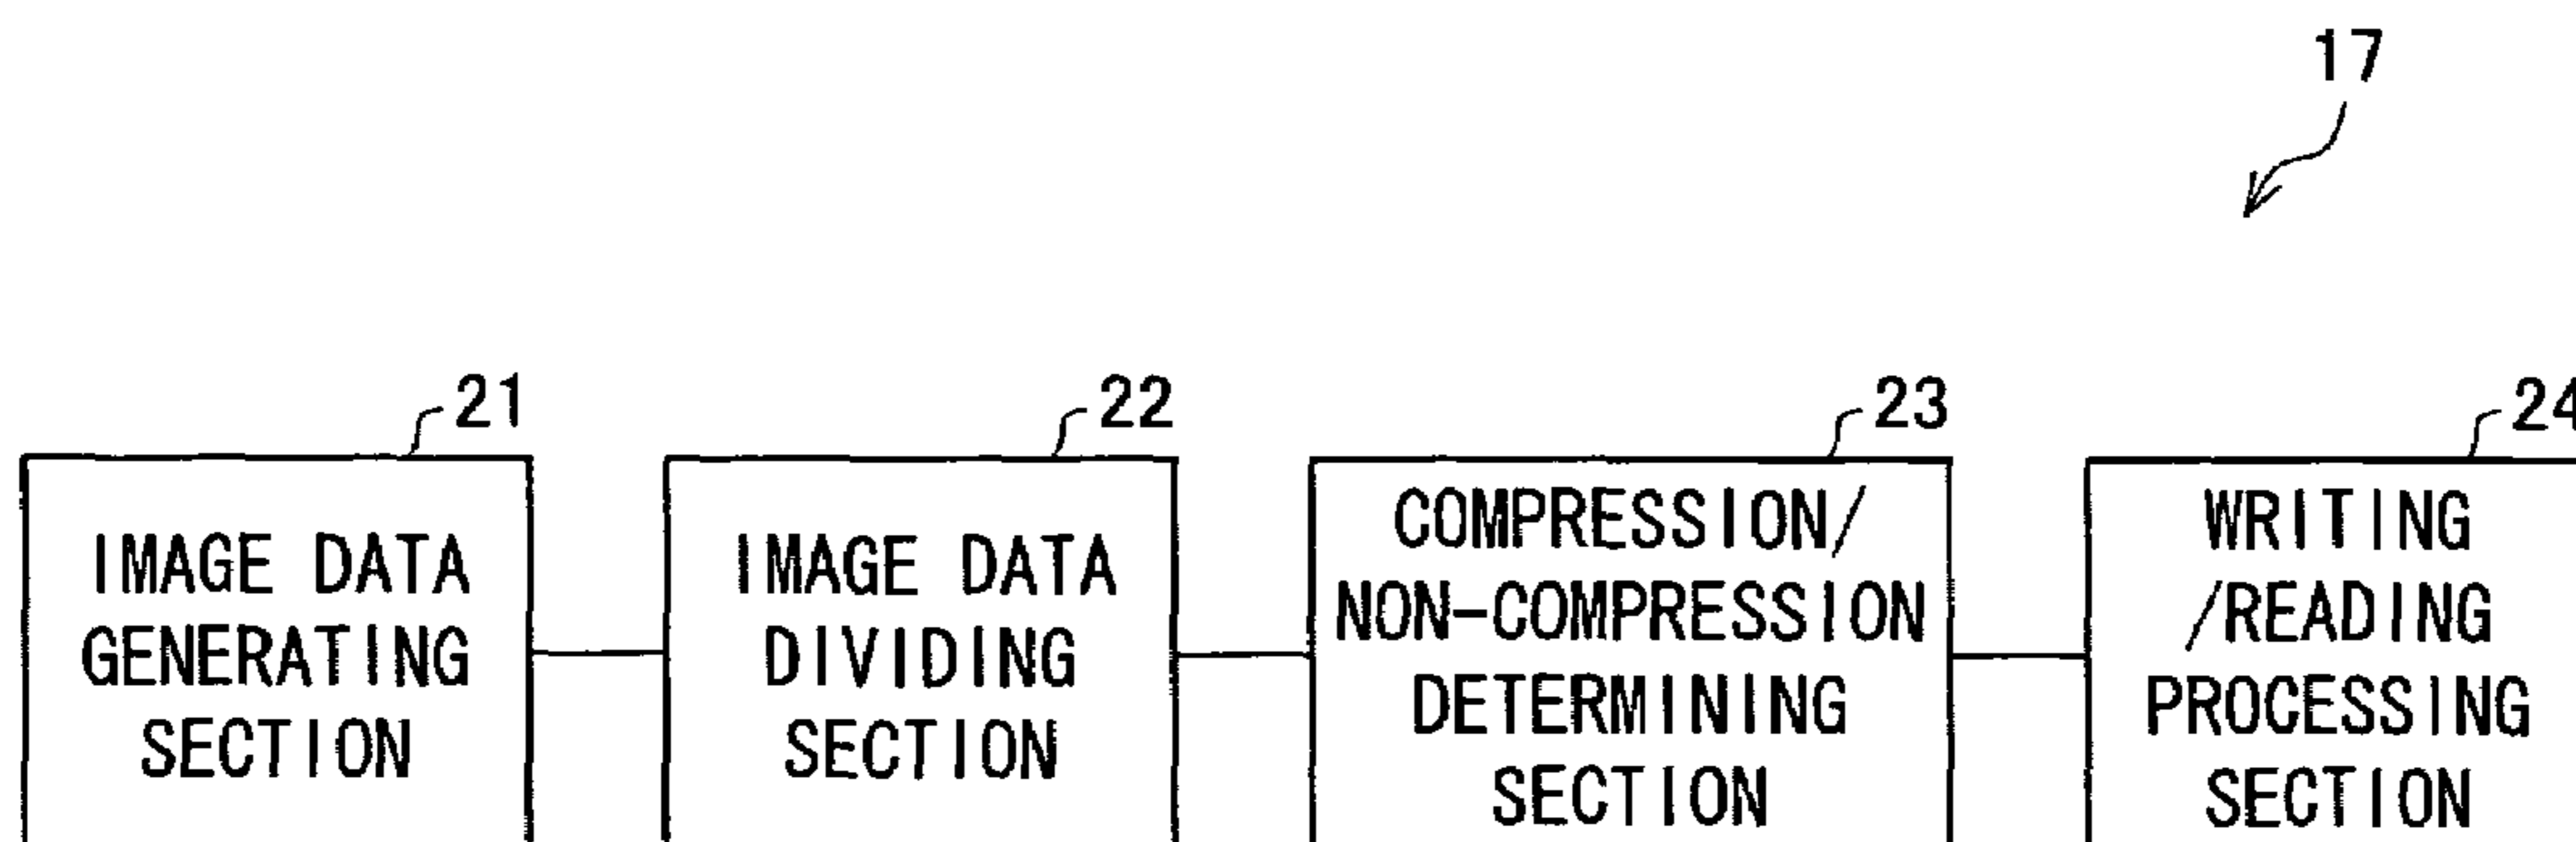 17
21
IMAGE DATA
GENERATING
SECTION
22
IMAGE DATA
DIVIDING
SECTION
23
COMPRESSION/
NON-COMPRESSION
DETERMINING
SECTION
24
WRITING
/READING
PROCESSING
SECTION